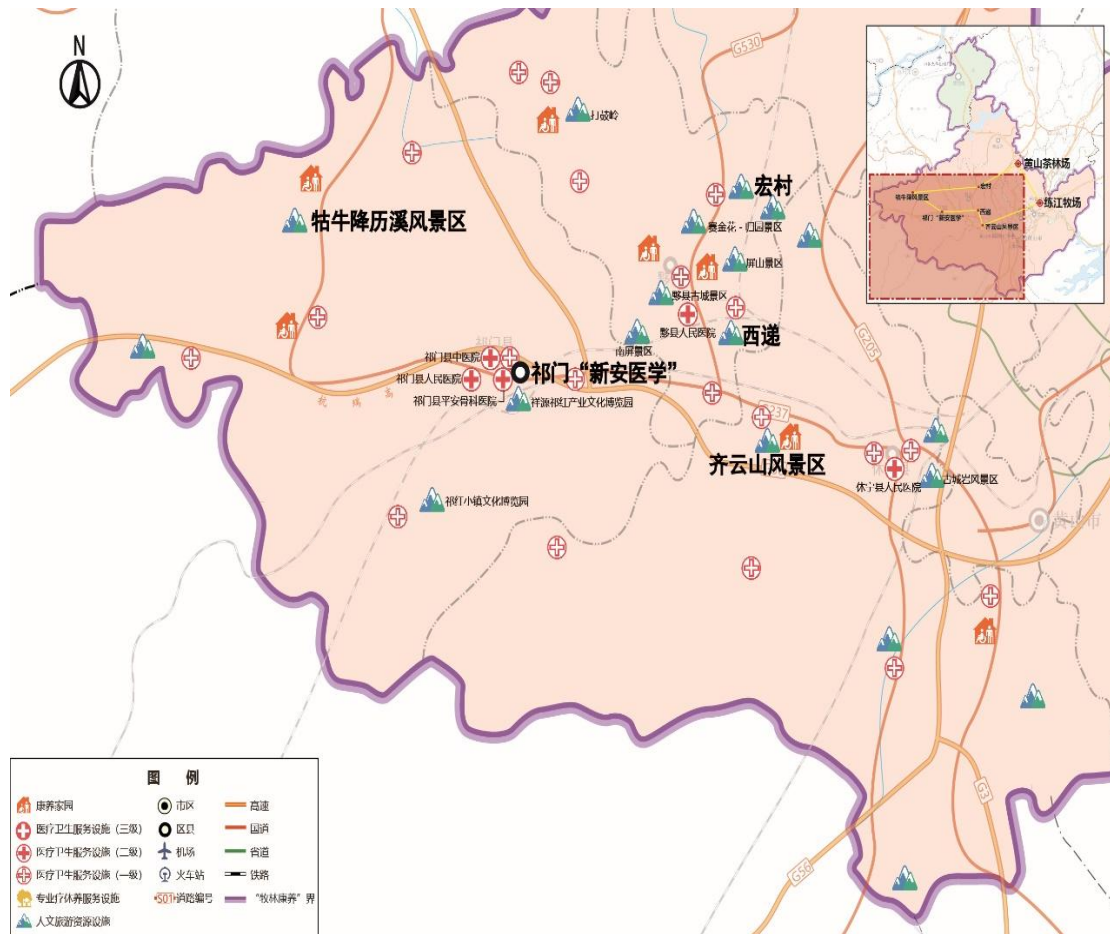 N
G530
打鼓岭
宏村
牯牛降历溪风景区
赛金花－归园景区
屏山景区
黟县古城景区
黟县人民医院
西递
南屏景区
G205
祁门县
祁门县中医院
祁门“新安医学”
祁门县人民医院
杭瑞高
祁门县平安骨科医院
祥源祁红产业文化博览园
G237
齐云山风景区
休宁县人民医院
古城岩风景区
祁红小镇文化博览园
黄山市
G3
G56
黄山茶林场
宏村
练江牧场
牯牛降风景区
祁门“新安医学”
西递
齐云山风景区
图 例
康养家园
市区
高速
医疗卫生服务设施（三级）
区县
国道
医疗卫生服务设施（二级）
机场
省道
医疗卫生服务设施（一级）
火车站
铁路
专业疗休养服务设施
S01
道路编号
“牧林康养”界
人文旅游资源设施